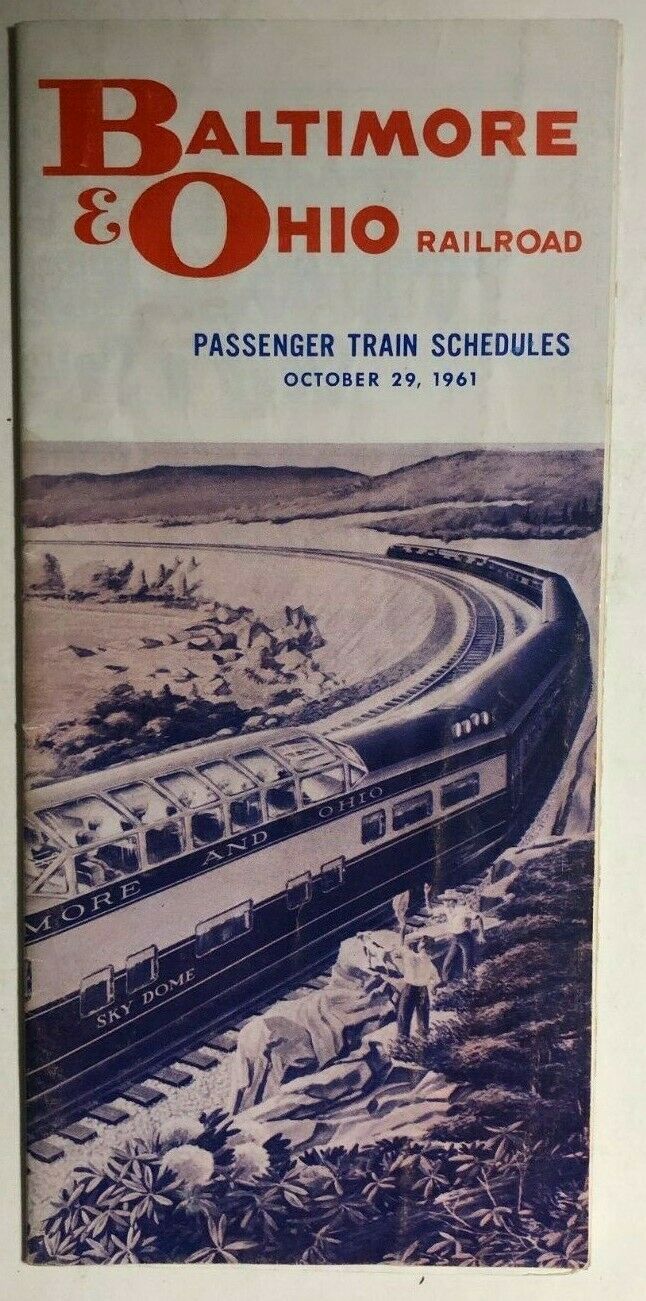 BALTIMORE
& OHIO RAILROAD
PASSENGER TRAIN SCHEDULES
OCTOBER 29, 1961
MORE AND OHIO
SKY DOME